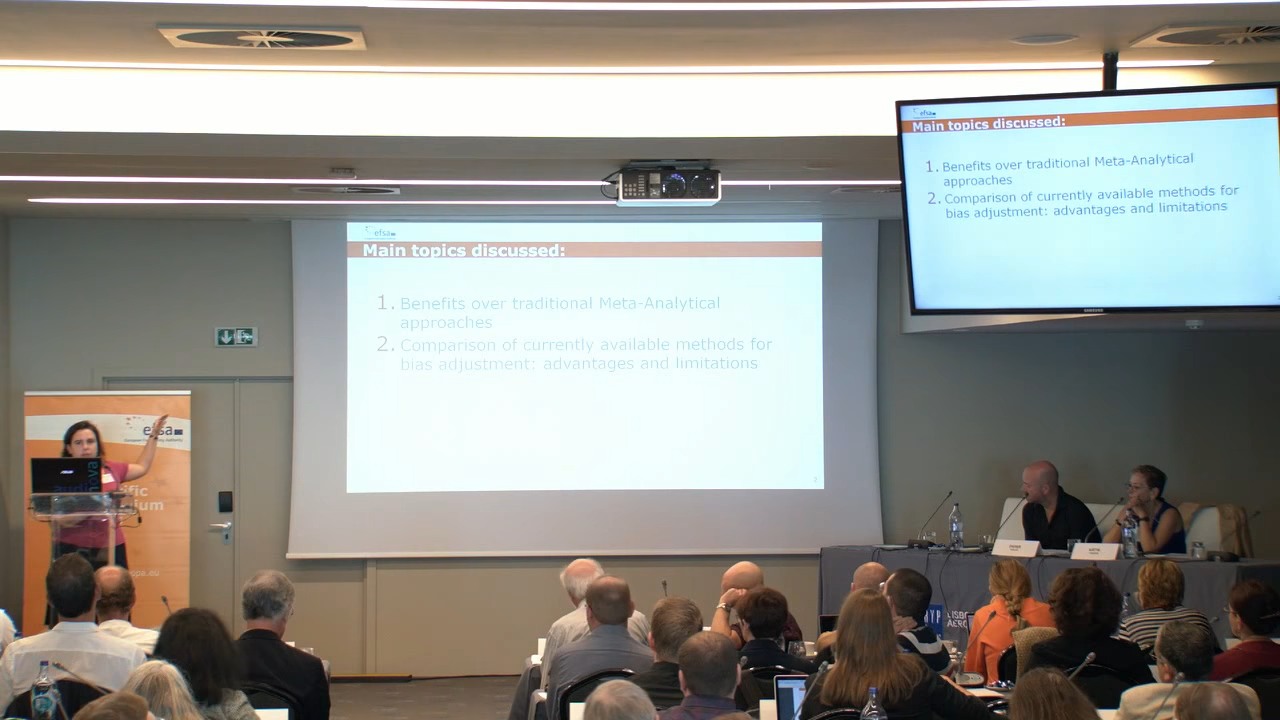 efsa
Main topics discussed:
1. Benefits over traditional Meta-Analytical
approaches
2. Comparison of currently available methods for
bias adjustment: advantages and limitations
efsa
Main topics discussed:
1. Benefits over traditional Meta-Analytical
approaches
2. Comparison of currently available methods for
bias adjustment: advantages and limitations
SAMSUNG
efsa